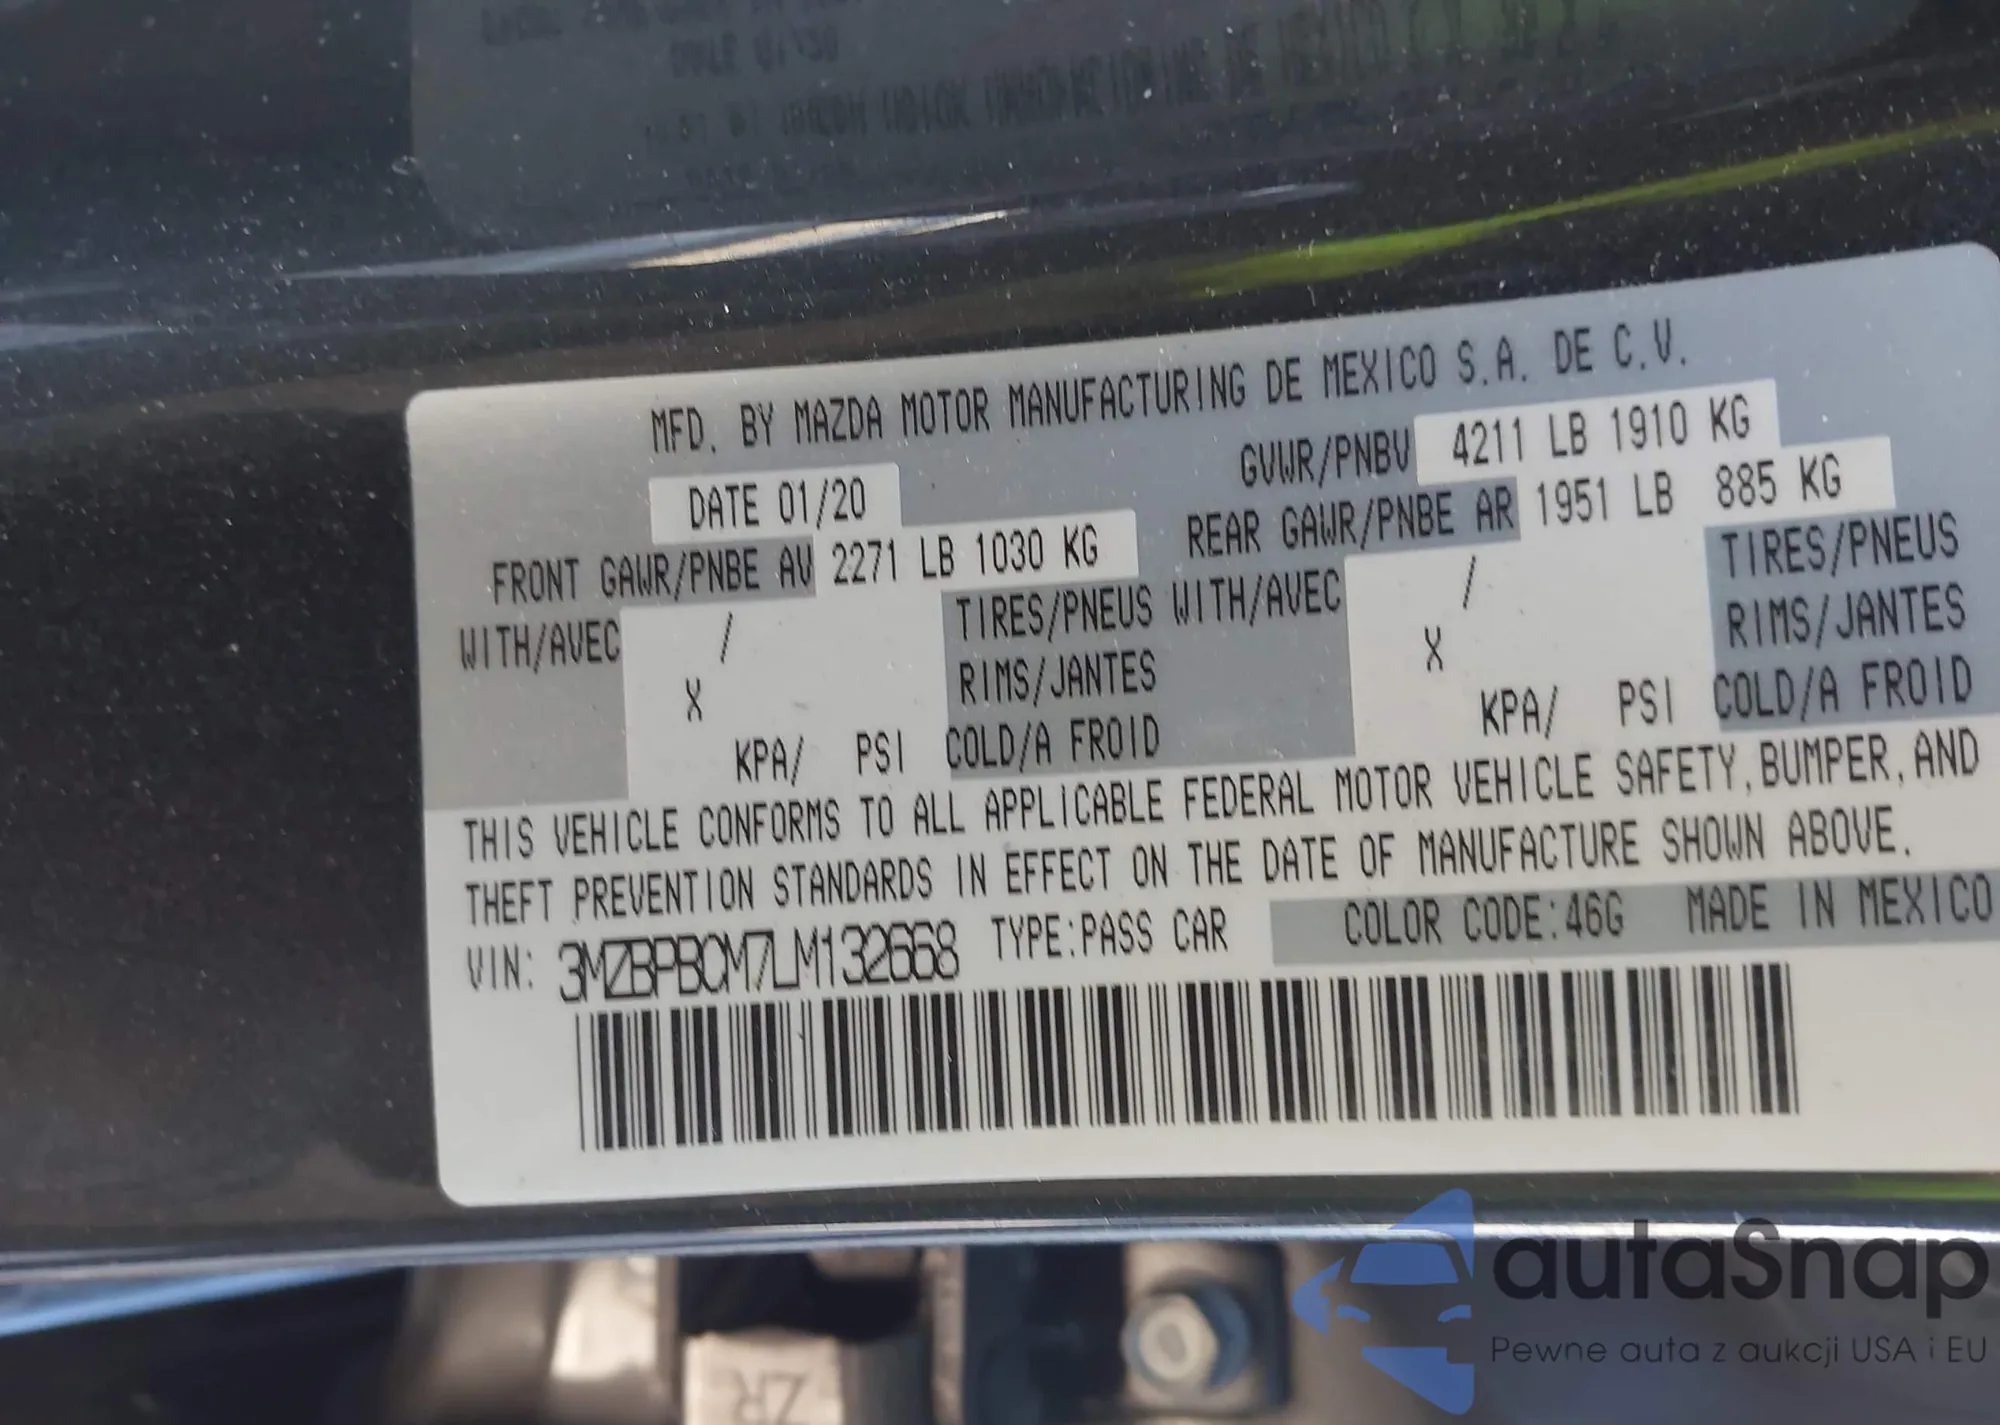 MFD. BY MAZDA MOTOR MANUFACTURING DE MEXICO S.A. DE C.V.
DATE 01/20 GVWR/PNBV 4211 LB 1910 KG
FRONT GAWR/PNBE AV 2271 LB 1030 KG REAR GAWR/PNBE AR 1951 LB 885 KG
WITH/AVEC / TIRES/PNEUS WITH/AVEC / TIRES/PNEUS
X RIMS/JANTES X RIMS/JANTES
KPA/ PSI COLD/A FROID KPA/ PSI COLD/A FROID
THIS VEHICLE CONFORMS TO ALL APPLICABLE FEDERAL MOTOR VEHICLE SAFETY, BUMPER, AND
THEFT PREVENTION STANDARDS IN EFFECT ON THE DATE OF MANUFACTURE SHOWN ABOVE.
VIN: 3MZBPBCM7LM132668 TYPE:PASS CAR COLOR CODE:46G MADE IN MEXICO
autaSnap
Pewne auta z aukcji USA i EU